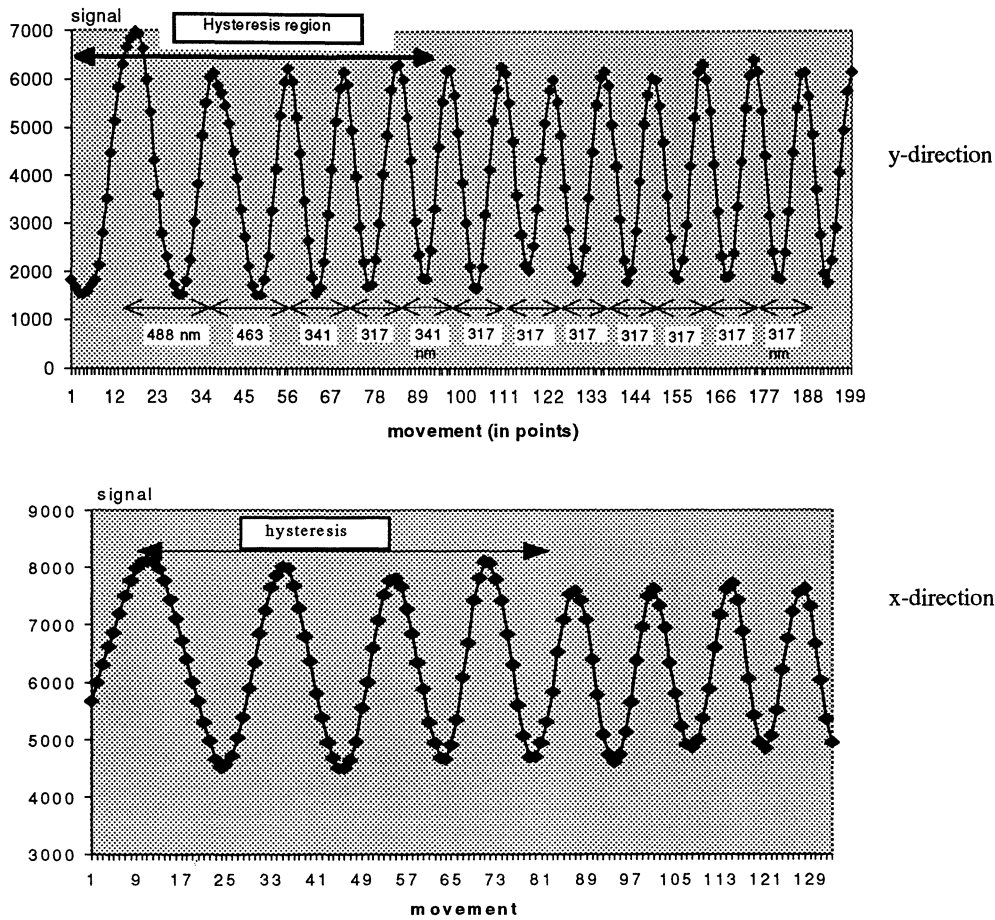 signal
Hysteresis region
7000
6000
5000
4000
3000
2000
1000
0
y-direction
488 nm 463 341 317 341 nm 317 317 317 317 317 317 317 nm
1 12 23 34 45 56 67 78 89 100 111 122 133 144 155 166 177 188 199
movement (in points)
signal
hysteresis
9000
8000
7000
6000
5000
4000
3000
x-direction
1 9 17 25 33 41 49 57 65 73 81 89 97 105 113 121 129
movement